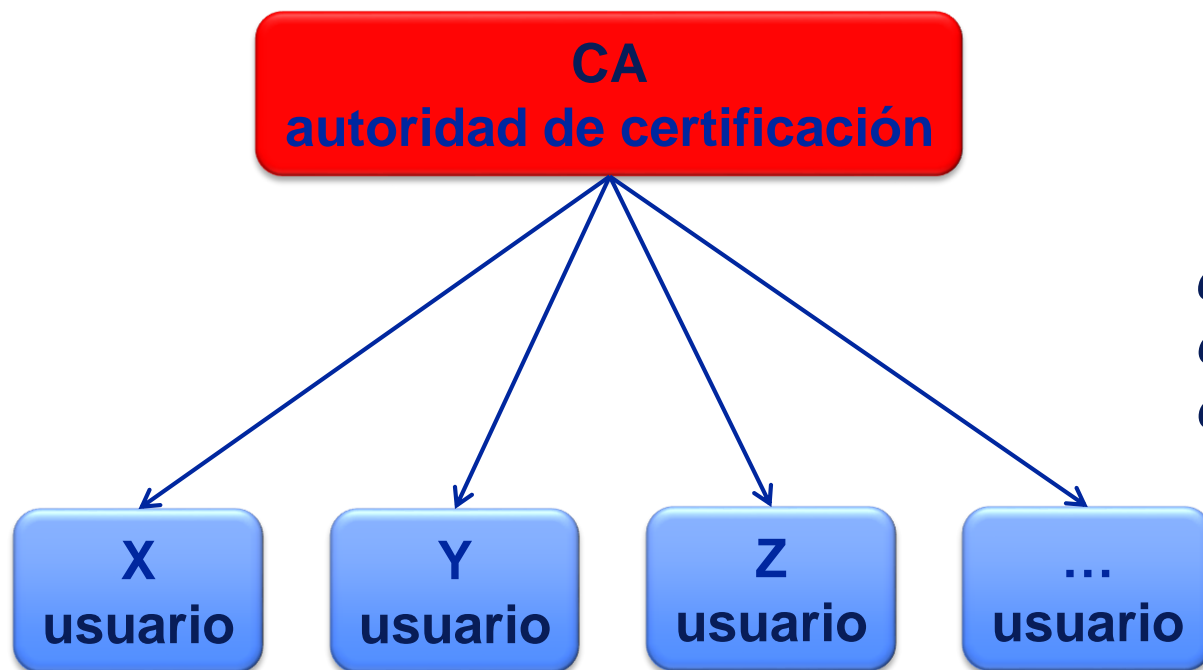 CA
autoridad de certificación
X
usuario
Y
usuario
Z
usuario
…
usuario